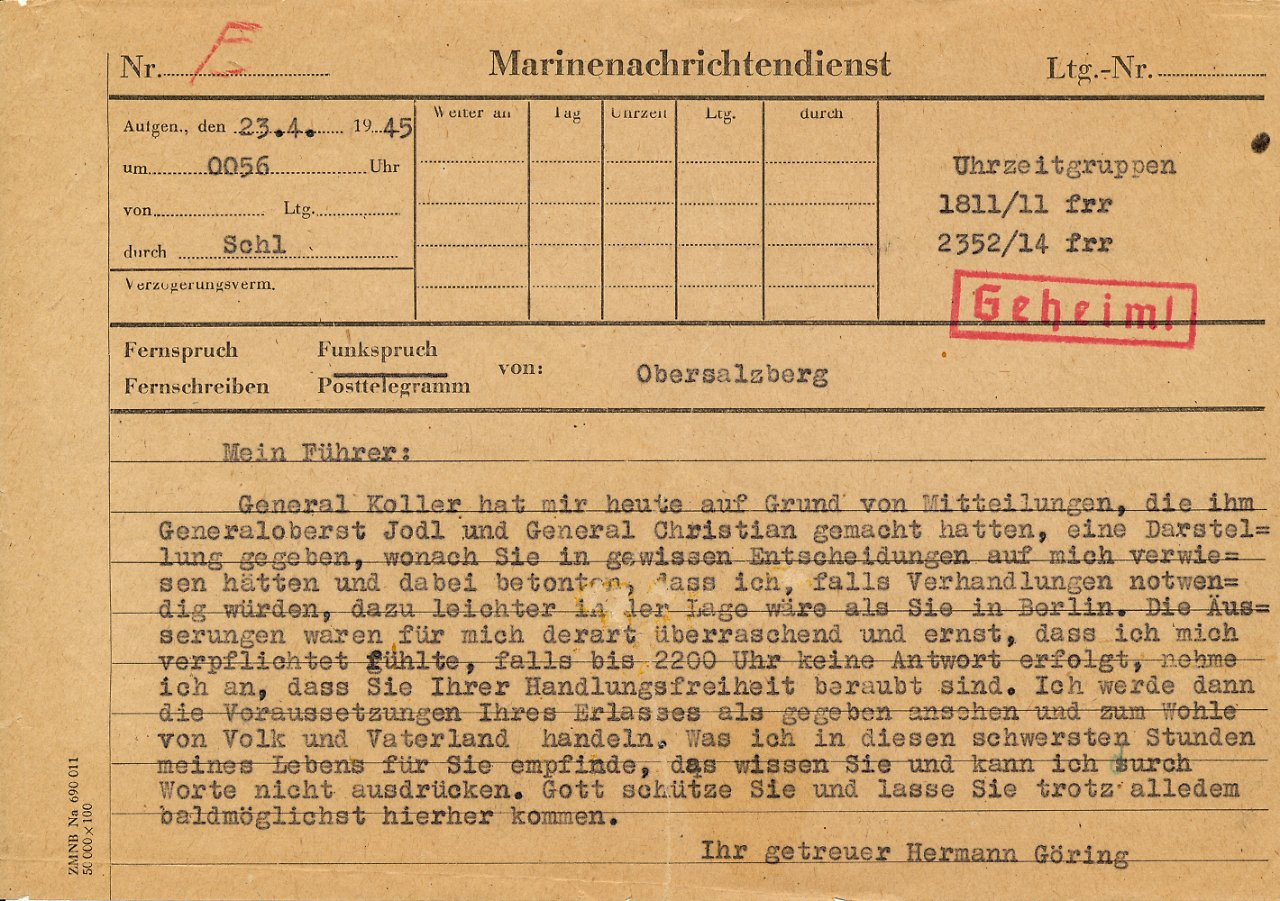 Nr. E
Marinenachrichtendienst
Ltg.-Nr.
Aufgen., den 23.4. 1945
um 0056 Uhr
von Ltg.
durch Schl
Verzögerungsverm.
Weiter an Tag Uhrzeit Ltg. durch
Uhrzeitgruppen
1811/11 frr
2352/14 frr
Geheim!
Fernspruch Funkspruch
Fernschreiben Posttelegramm
von: Obersalzberg
Mein Führer:
General Koller hat mir heute auf Grund von Mitteilungen, die ihm
Generaloberst Jodl und General Christian gemacht hatten, eine Darstel=
lung gegeben, wonach Sie in gewissen Entscheidungen auf mich verwie=
sen hätten und dabei betonten, dass ich, falls Verhandlungen notwen=
dig würden, dazu leichter in der Lage wäre als Sie in Berlin. Die Äus=
serungen waren für mich derart überraschend und ernst, dass ich mich
verpflichtet fühlte, falls bis 2200 Uhr keine Antwort erfolgt, nehme
ich an, dass Sie Ihrer Handlungsfreiheit beraubt sind. Ich werde dann
die Voraussetzungen Ihres Erlasses als gegeben ansehen und zum Wohle
von Volk und Vaterland handeln. Was ich in diesen schwersten Stunden
meines Lebens für Sie empfinde, das wissen Sie und kann ich durch
Worte nicht ausdrücken. Gott schütze Sie und lasse Sie trotz alledem
baldmöglichst hierher kommen.
Ihr getreuer Hermann Göring
ZMNB Na 690 011
50 000 x 100